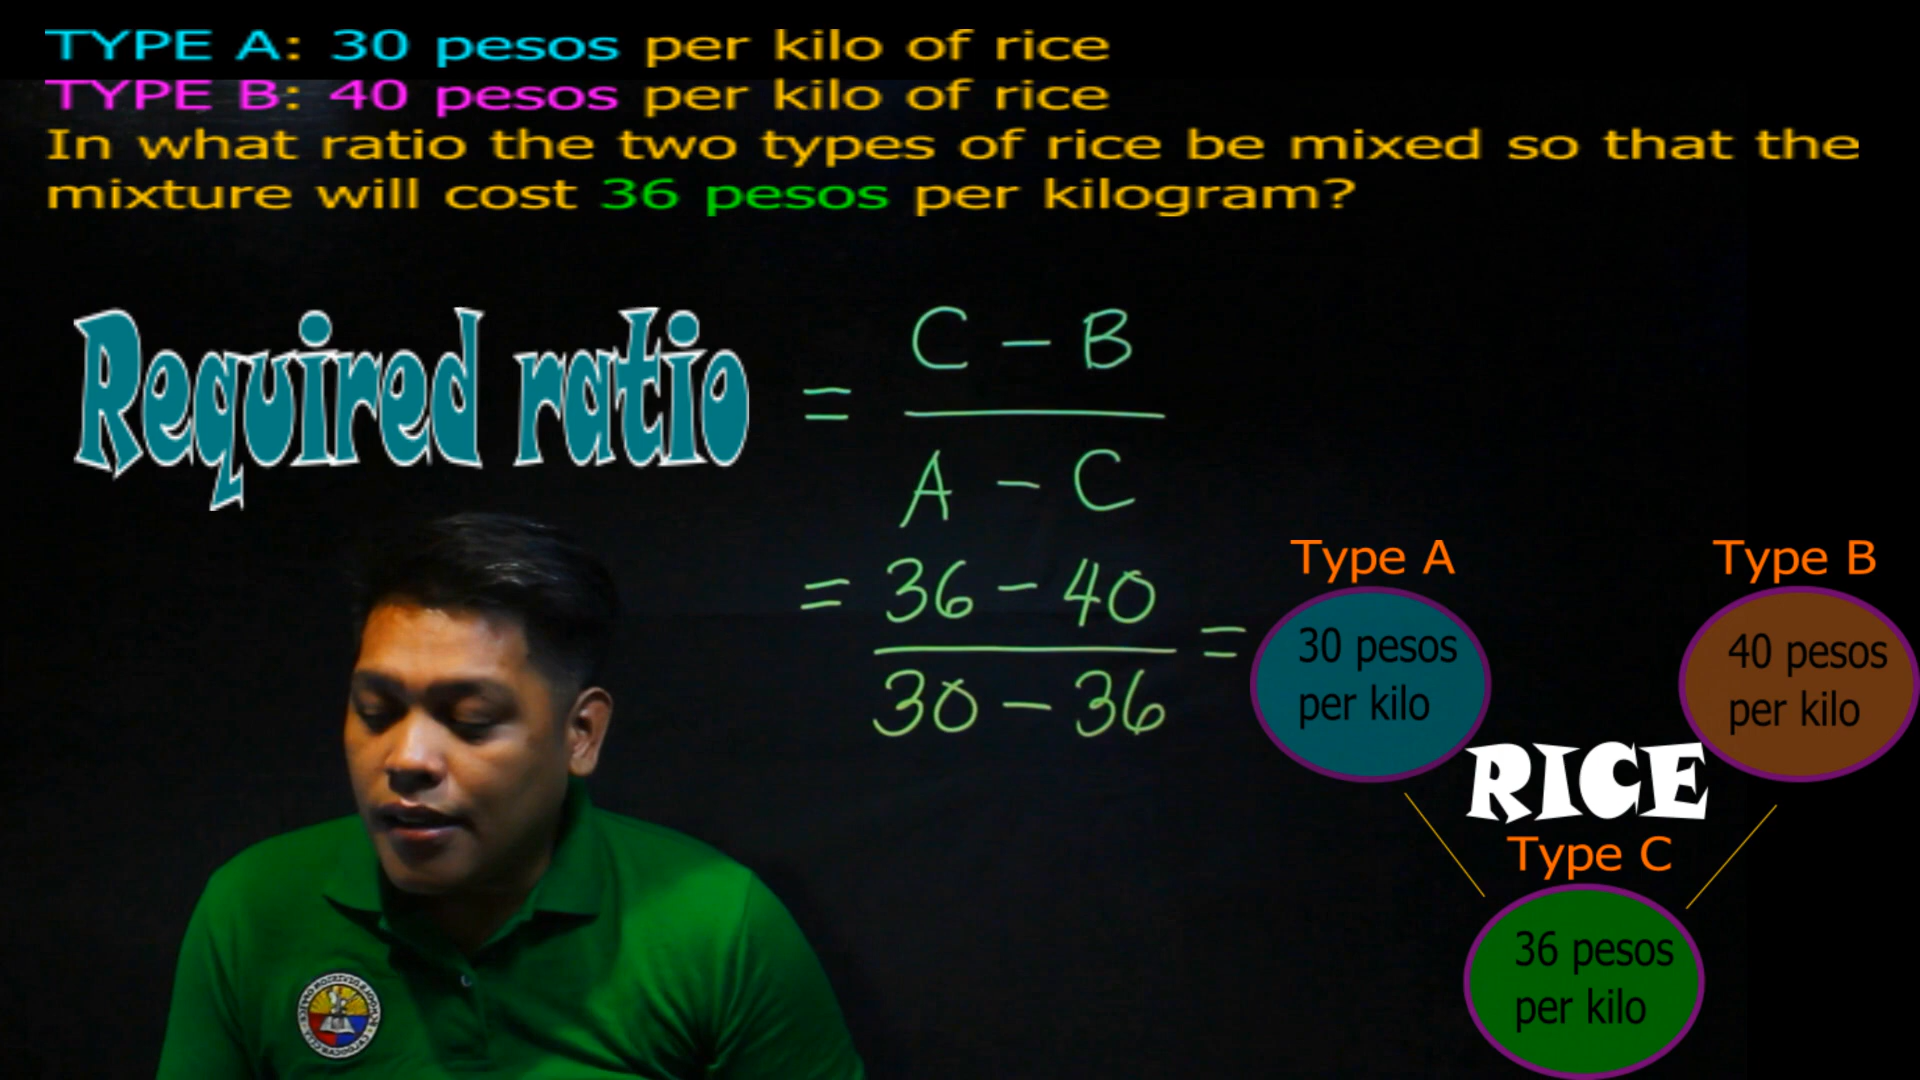 TYPE A: 30 pesos per kilo of rice
TYPE B: 40 pesos per kilo of rice
In what ratio the two types of rice be mixed so that the
mixture will cost 36 pesos per kilogram?
Required ratio
= C - B
A - C
= 36 - 40 =
30 - 36
Type A
30 pesos
per kilo
Type B
40 pesos
per kilo
RICE
Type C
36 pesos
per kilo